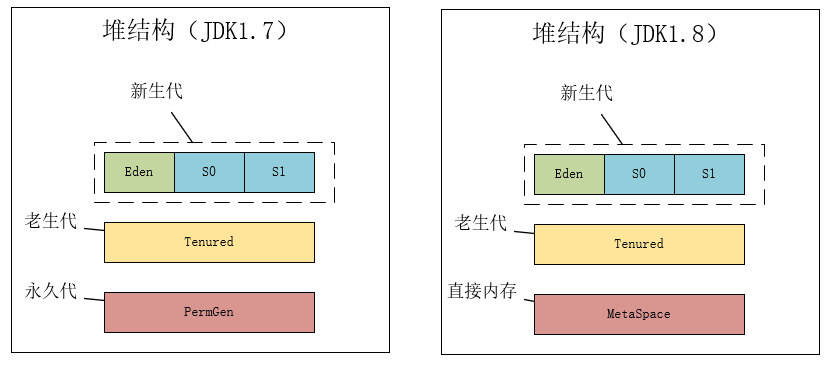 堆结构（JDK1.7）
新生代
Eden
S0
S1
老生代
Tenured
永久代
PermGen
堆结构（JDK1.8）
新生代
Eden
S0
S1
老生代
Tenured
直接内存
MetaSpace